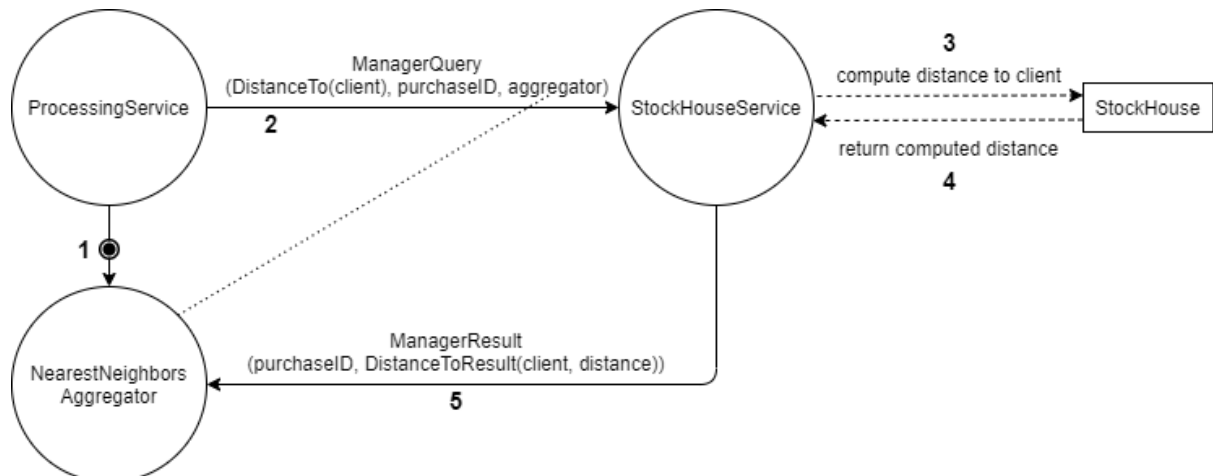 ProcessingService
ManagerQuery
(DistanceTo(client), purchaseID, aggregator)
2
StockHouseService
3
compute distance to client
StockHouse
return computed distance
4
1
NearestNeighbors
Aggregator
ManagerResult
(purchaseID, DistanceToResult(client, distance))
5